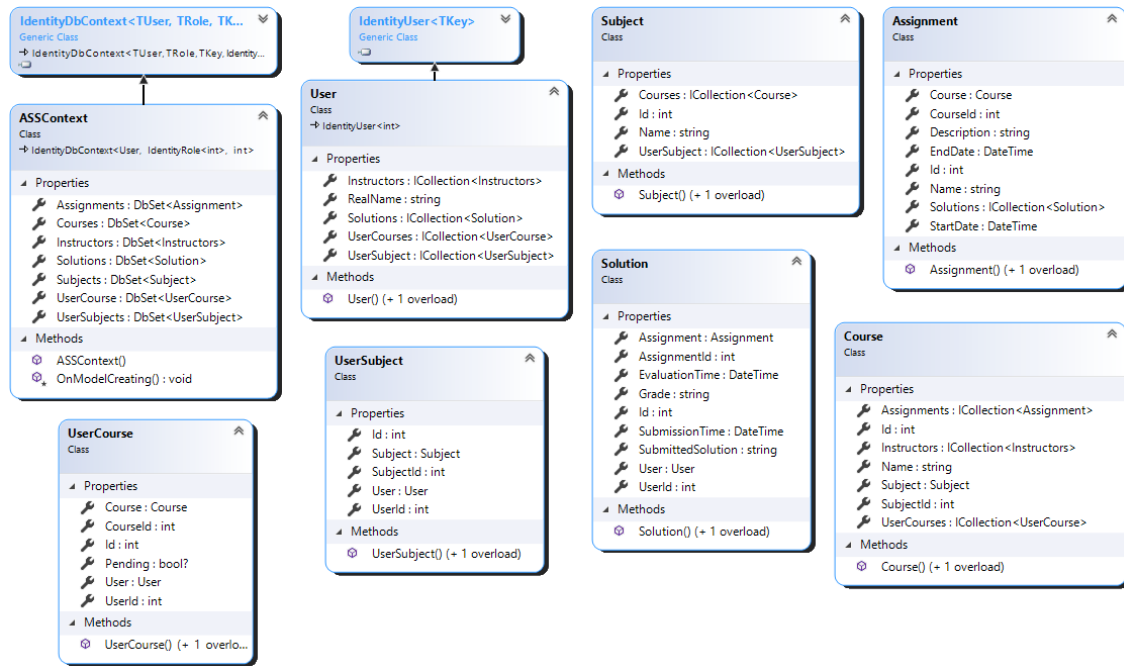 IdentityDbContext<TUser, TRole, TK...
Generic Class
IdentityDbContext<TUser, TRole, TKey, Identity...
ASSContext
Class
IdentityDbContext<User, IdentityRole<int>, int>
Properties
Assignments : DbSet<Assignment>
Courses : DbSet<Course>
Instructors : DbSet<Instructors>
Solutions : DbSet<Solution>
Subjects : DbSet<Subject>
UserCourse : DbSet<UserCourse>
UserSubjects : DbSet<UserSubject>
Methods
ASSContext()
OnModelCreating() : void
UserCourse
Class
Properties
Course : Course
CourseId : int
Id : int
Pending : bool?
User : User
UserId : int
Methods
UserCourse() (+ 1 overlo...
IdentityUser<TKey>
Generic Class
User
Class
IdentityUser<int>
Properties
Instructors : ICollection<Instructors>
RealName : string
Solutions : ICollection<Solution>
UserCourses : ICollection<UserCourse>
UserSubject : ICollection<UserSubject>
Methods
User() (+ 1 overload)
UserSubject
Class
Properties
Id : int
Subject : Subject
SubjectId : int
User : User
UserId : int
Methods
UserSubject() (+ 1 overload)
Subject
Class
Properties
Courses : ICollection<Course>
Id : int
Name : string
UserSubject : ICollection<UserSubject>
Methods
Subject() (+ 1 overload)
Solution
Class
Properties
Assignment : Assignment
AssignmentId : int
EvaluationTime : DateTime
Grade : string
Id : int
SubmissionTime : DateTime
SubmittedSolution : string
User : User
UserId : int
Methods
Solution() (+ 1 overload)
Assignment
Class
Properties
Course : Course
CourseId : int
Description : string
EndDate : DateTime
Id : int
Name : string
Solutions : ICollection<Solution>
StartDate : DateTime
Methods
Assignment() (+ 1 overload)
Course
Class
Properties
Assignments : ICollection<Assignment>
Id : int
Instructors : ICollection<Instructors>
Name : string
Subject : Subject
SubjectId : int
UserCourses : ICollection<UserCourse>
Methods
Course() (+ 1 overload)